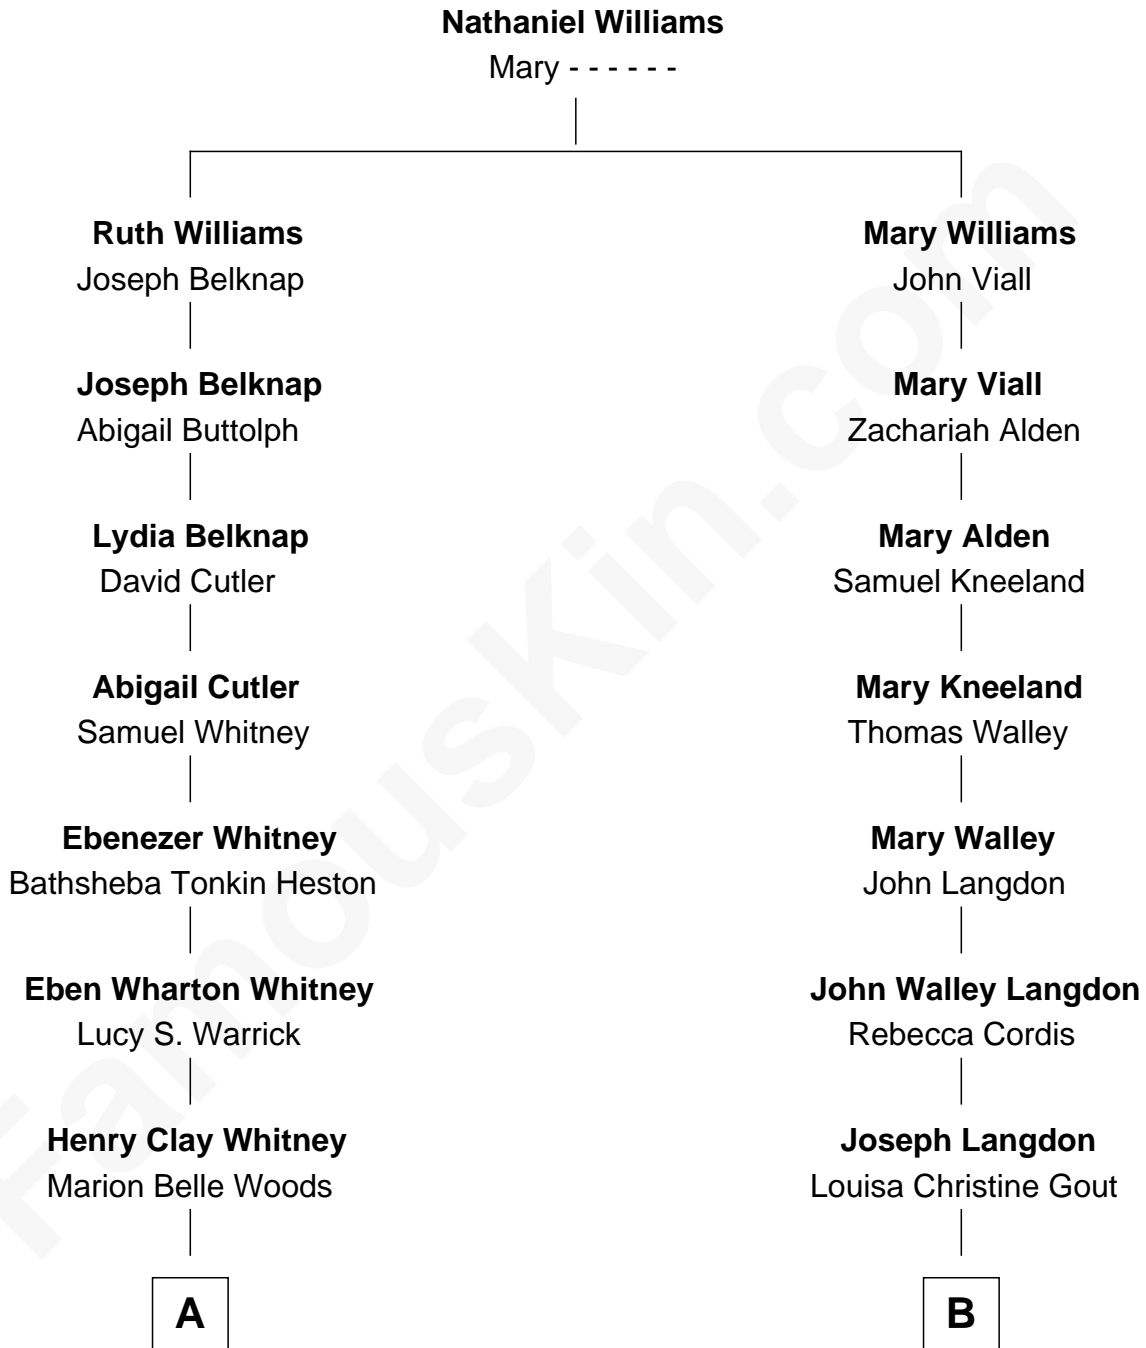 Nathaniel Williams
Mary - - - - - -
Ruth Williams
Joseph Belknap
Mary Williams
John Viall
Joseph Belknap
Abigail Buttolph
Mary Viall
Zachariah Alden
Lydia Belknap
David Cutler
Mary Alden
Samuel Kneeland
Abigail Cutler
Samuel Whitney
Mary Kneeland
Thomas Walley
Ebenezer Whitney
Bathsheba Tonkin Heston
Mary Walley
John Langdon
Eben Wharton Whitney
Lucy S. Warrick
John Walley Langdon
Rebecca Cordis
Henry Clay Whitney
Marion Belle Woods
Joseph Langdon
Louisa Christine Gout
A
B
FamousKin.com